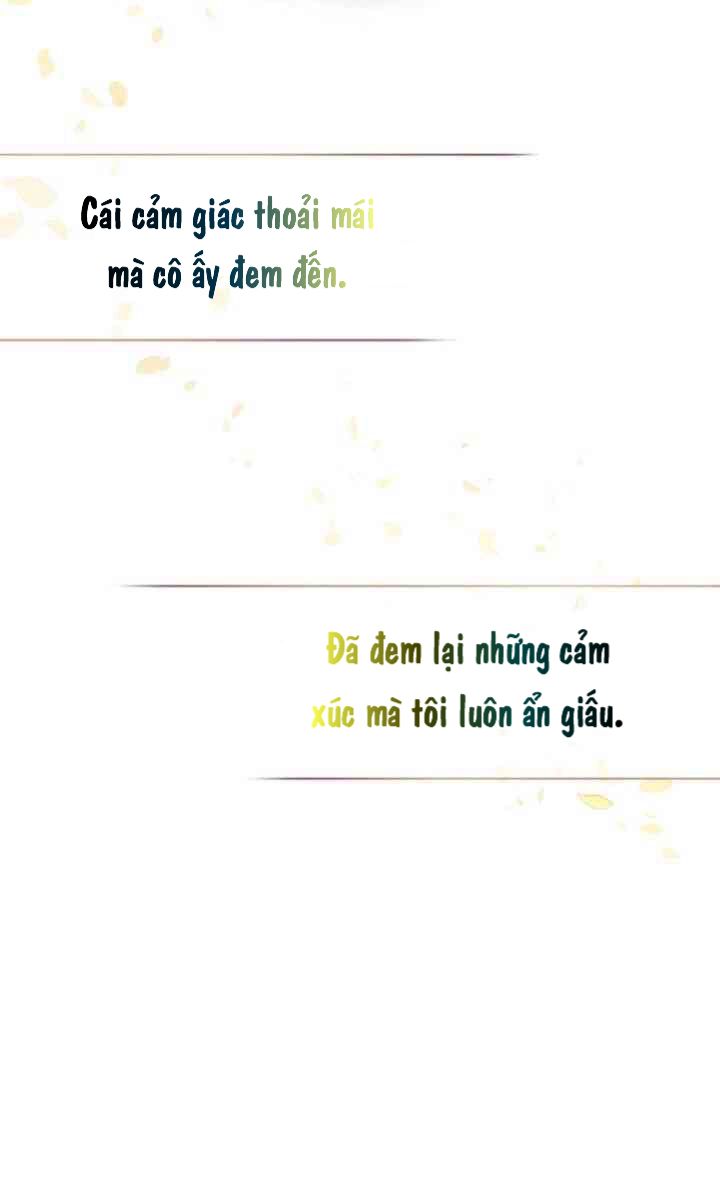 Cái cảm giác thoải mái
mà cô ấy đem đến.
Đã đem lại những cảm
xúc mà tôi luôn ẩn giấu.